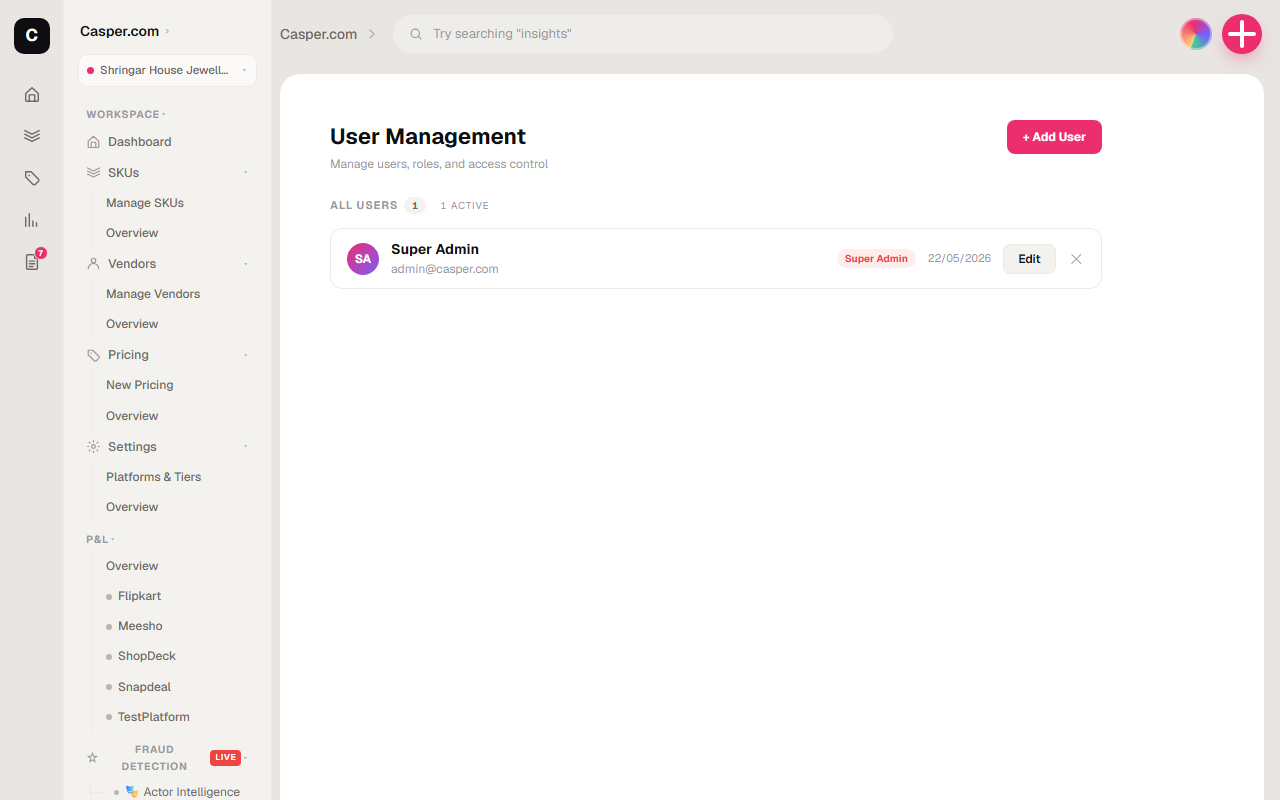 C
Casper.com
Shringar House Jewell...
WORKSPACE
Dashboard
SKUs
Manage SKUs
Overview
Vendors
Manage Vendors
Overview
Pricing
New Pricing
Overview
Settings
Platforms & Tiers
Overview
P&L
Overview
Flipkart
Meesho
ShopDeck
Snapdeal
TestPlatform
FRAUD
DETECTION
LIVE
Actor Intelligence
7
Casper.com
Try searching "insights"
User Management
+ Add User
Manage users, roles, and access control
ALL USERS 1 1 ACTIVE
SA
Super Admin
admin@casper.com
Super Admin 22/05/2026 Edit